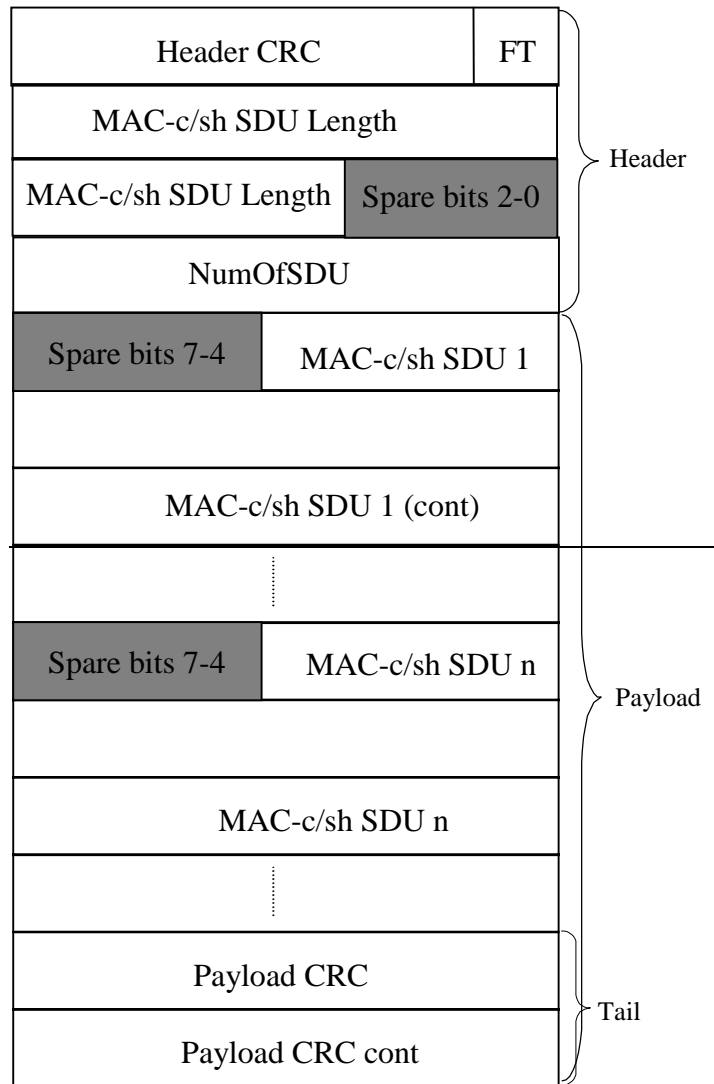 Header CRC FT
MAC-c/sh SDU Length
Header
MAC-c/sh SDU Length Spare bits 2-0
NumOfSDU
Spare bits 7-4 MAC-c/sh SDU 1
MAC-c/sh SDU 1 (cont)
Spare bits 7-4 MAC-c/sh SDU n
Payload
MAC-c/sh SDU n
Payload CRC
Tail
Payload CRC cont